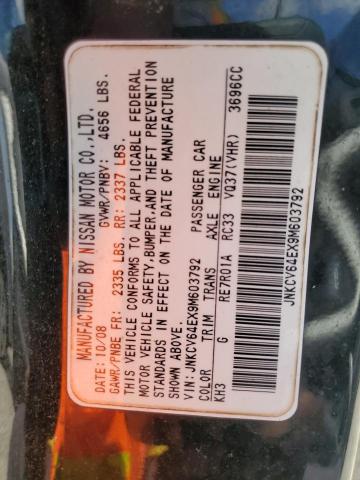 MANUFACTURED BY NISSAN MOTOR CO.,LTD.
DATE: 10/08 GVWR/PNBV: 4656 LBS.
GAWR/PNBE FR: 2335 LBS. RR: 2337 LBS.
THIS VEHICLE CONFORMS TO ALL APPLICABLE FEDERAL
MOTOR VEHICLE SAFETY,BUMPER,AND THEFT PREVENTION
STANDARDS IN EFFECT ON THE DATE OF MANUFACTURE
SHOWN ABOVE.
VIN: JNKCV64EX9M603792 PASSENGER CAR
COLOR TRIM TRANS AXLE ENGINE
KH3 G RE7R01A RC33 VQ37(VHR) 3696CC
JNKCV64EX9M603792